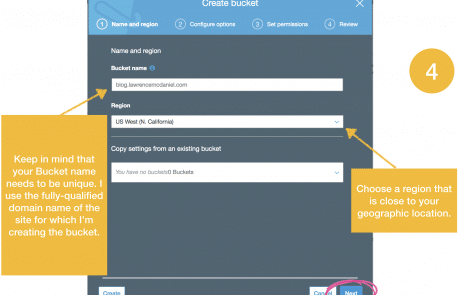 Create bucket
1 Name and region 2 Configure options 3 Set permissions 4 Review
Name and region
Bucket name
blog.lawrencemcdaniel.com
Region
US West (N. California)
Copy settings from an existing bucket
You have no buckets0 Buckets
Create Cancel Next
4
Keep in mind that
your Bucket name
needs to be unique. I
use the fully-qualified
domain name of the
site for which I'm
creating the bucket.
Choose a region that
is close to your
geographic location.